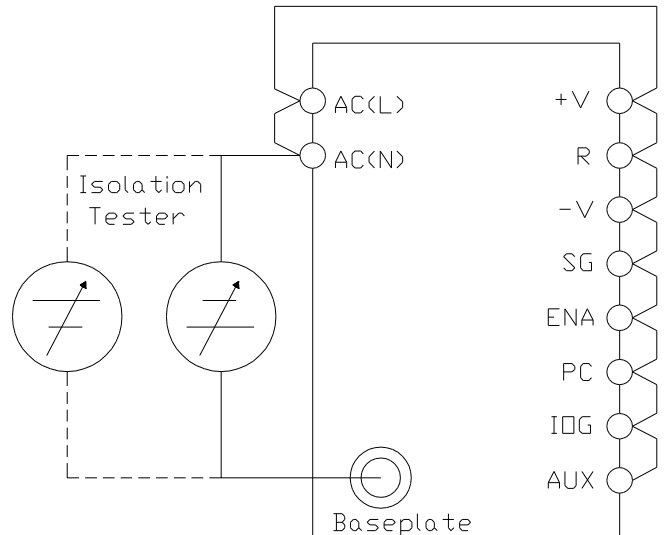 AC(L)
AC(N)
Isolation
Tester
+V
R
-V
SG
ENA
PC
IOG
AUX
Baseplate